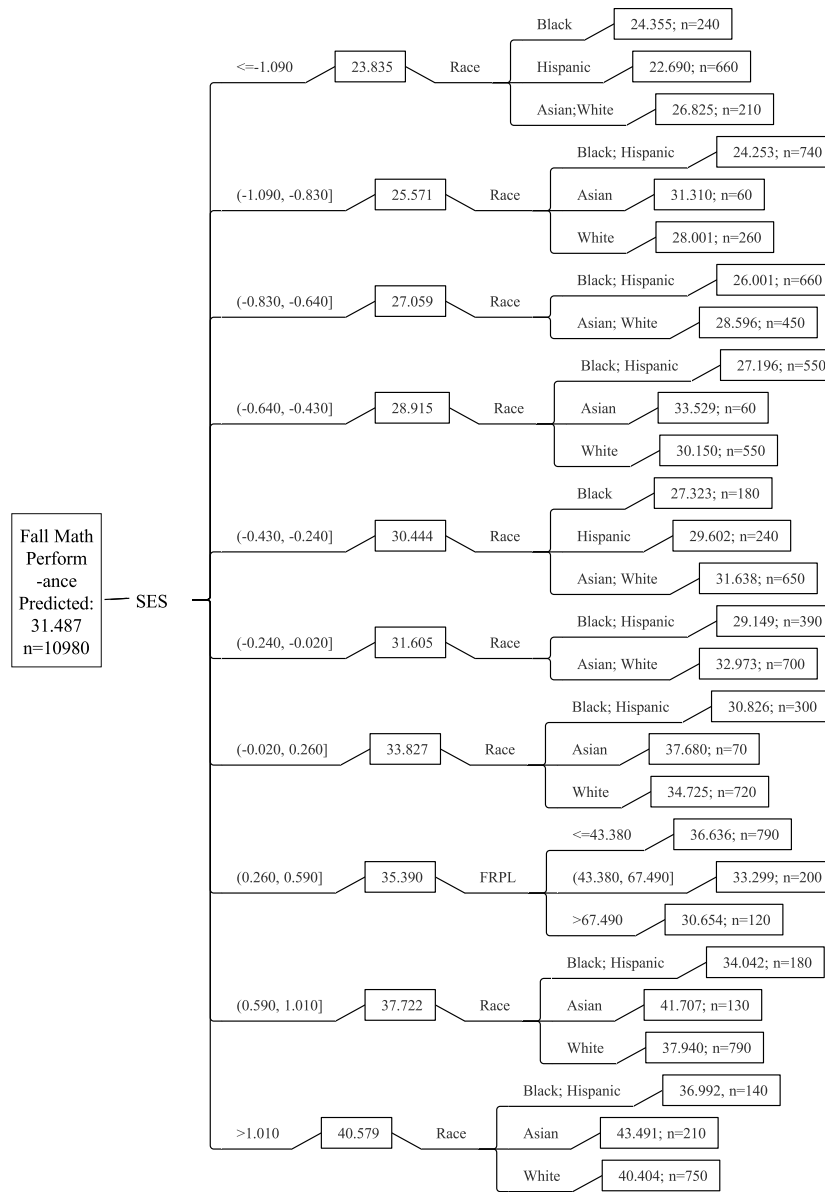 Fall Math
Perform
-ance
Predicted:
31.487
n=10980
SES
<=-1.090
23.835
Race
Black
24.355; n=240
Hispanic
22.690; n=660
Asian;White
26.825; n=210
(-1.090, -0.830]
25.571
Race
Black; Hispanic
24.253; n=740
Asian
31.310; n=60
White
28.001; n=260
(-0.830, -0.640]
27.059
Race
Black; Hispanic
26.001; n=660
Asian; White
28.596; n=450
(-0.640, -0.430]
28.915
Race
Black; Hispanic
27.196; n=550
Asian
33.529; n=60
White
30.150; n=550
(-0.430, -0.240]
30.444
Race
Black
27.323; n=180
Hispanic
29.602; n=240
Asian; White
31.638; n=650
(-0.240, -0.020]
31.605
Race
Black; Hispanic
29.149; n=390
Asian; White
32.973; n=700
(-0.020, 0.260]
33.827
Race
Black; Hispanic
30.826; n=300
Asian
37.680; n=70
White
34.725; n=720
(0.260, 0.590]
35.390
FRPL
<=43.380
36.636; n=790
(43.380, 67.490]
33.299; n=200
>67.490
30.654; n=120
(0.590, 1.010]
37.722
Race
Black; Hispanic
34.042; n=180
Asian
41.707; n=130
White
37.940; n=790
>1.010
40.579
Race
Black; Hispanic
36.992, n=140
Asian
43.491; n=210
White
40.404; n=750